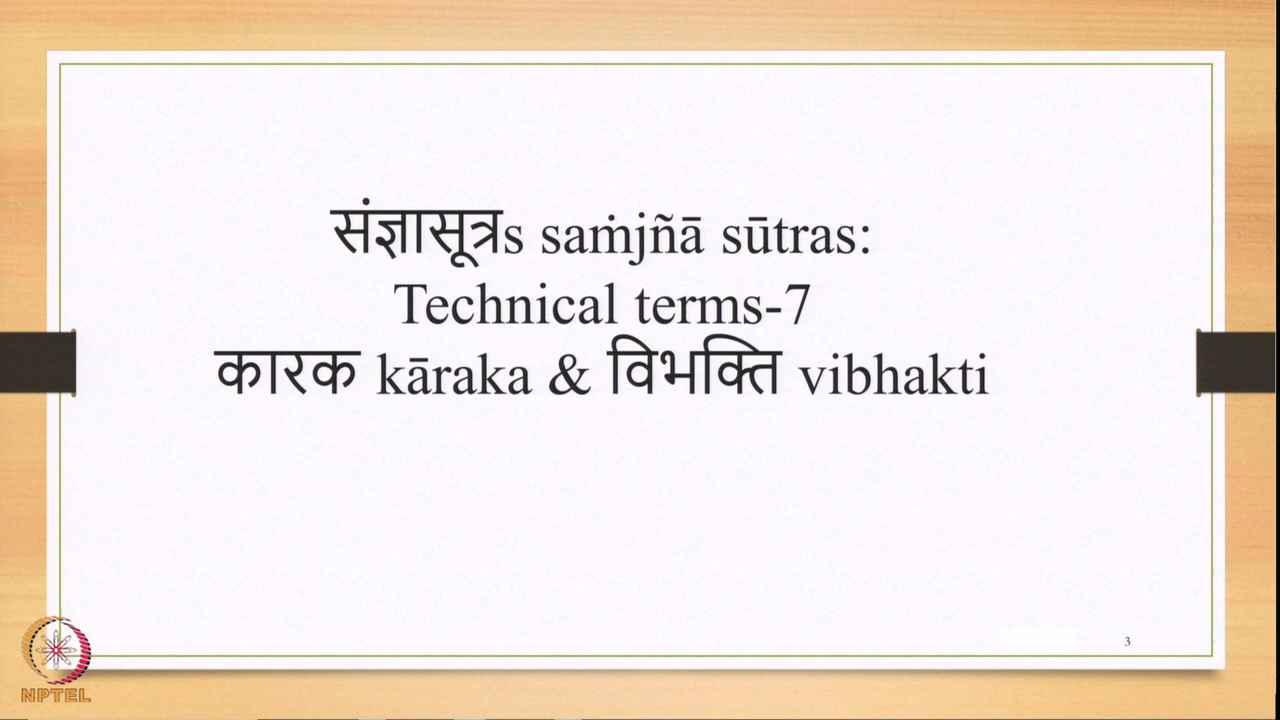 संज्ञासूत्रs saṁjñā sūtras:
Technical terms-7
कारक kāraka & विभक्ति vibhakti
3
NPTEL